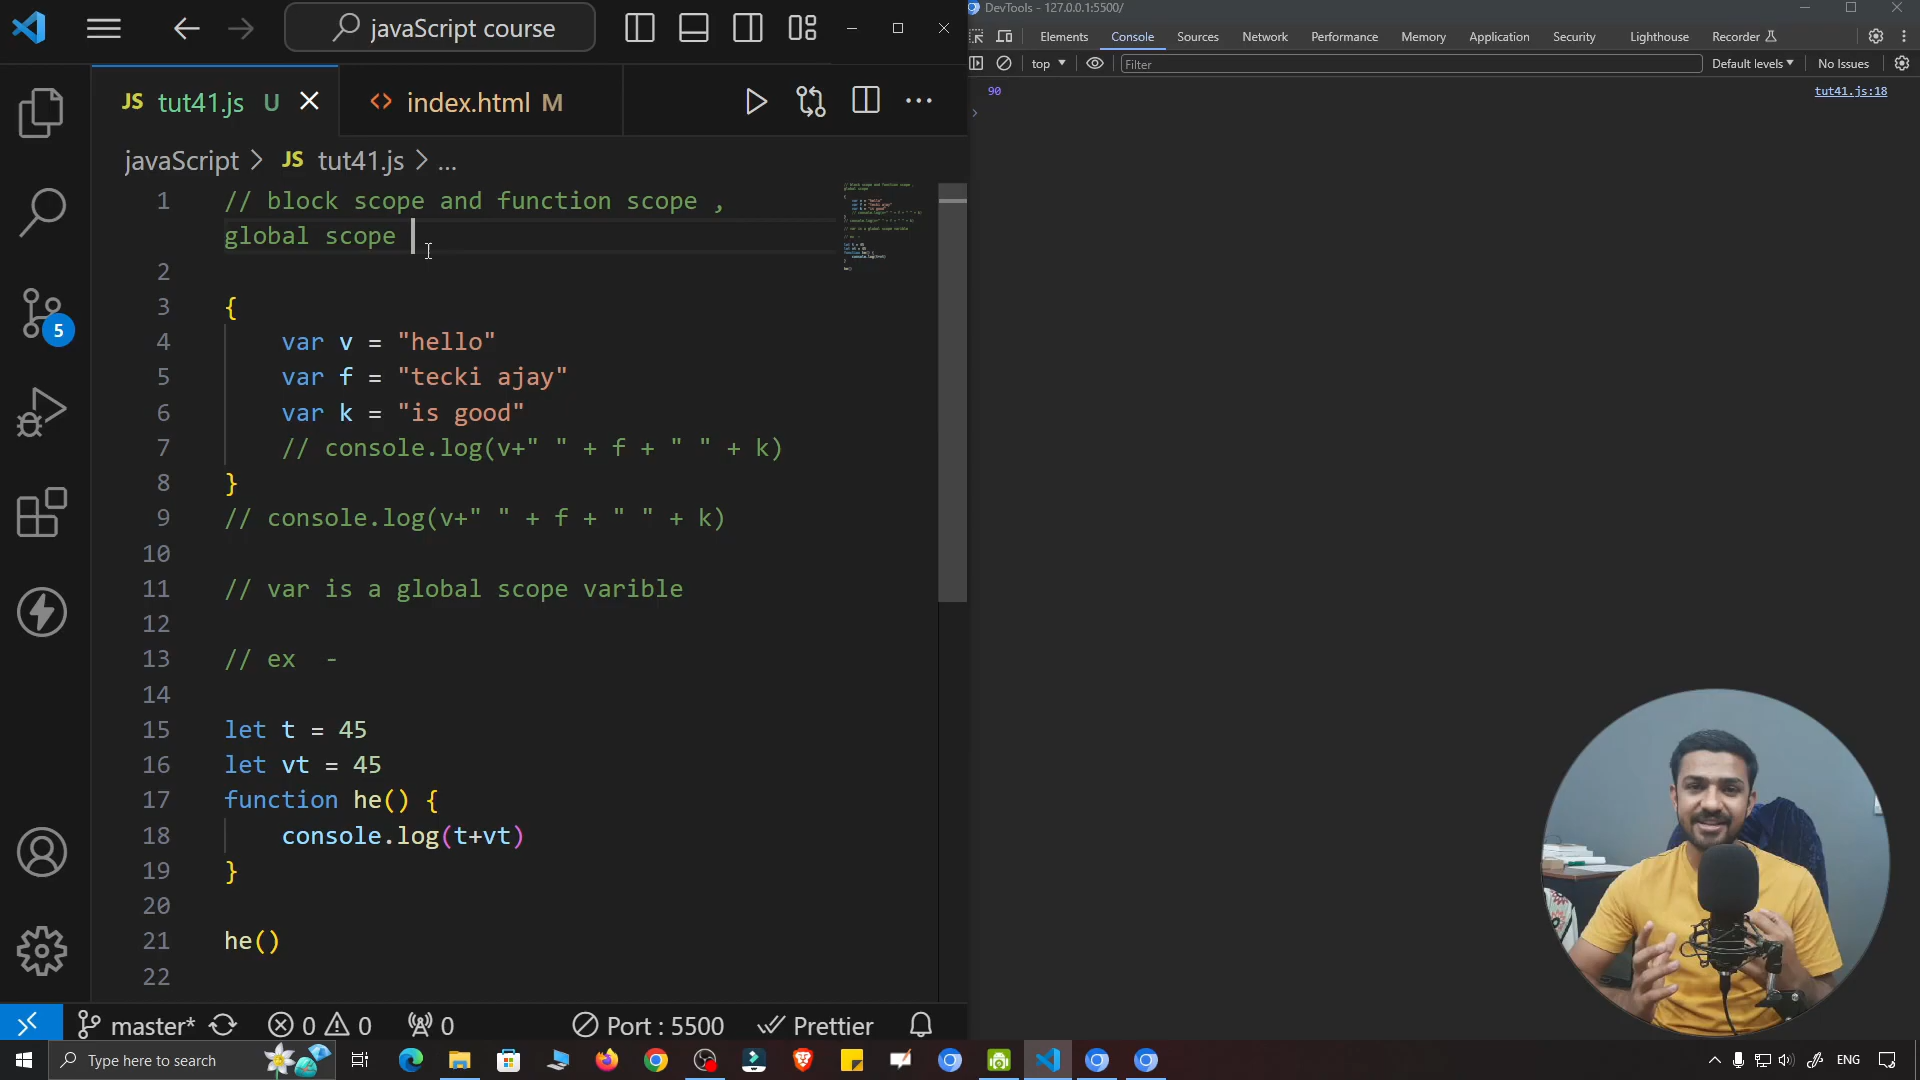 javaScript course
DevTools - 127.0.0.1:5500/
Elements Console Sources Network Performance Memory Application Security Lighthouse Recorder
top Filter Default levels No Issues
90 tut41.js:18
JS tut41.js U index.html M
javaScript > JS tut41.js > ...
1 // block scope and function scope ,
global scope
2
3 {
4 var v = "hello"
5 var f = "tecki ajay"
6 var k = "is good"
7 // console.log(v+" " + f + " " + k)
8 }
9 // console.log(v+" " + f + " " + k)
10
11 // var is a global scope varible
12
13 // ex  -
14
15 let t = 45
16 let vt = 45
17 function he() {
18 console.log(t+vt)
19 }
20
21 he()
22
5
master* 0 0 0 Port : 5500 Prettier
Type here to search
ENG